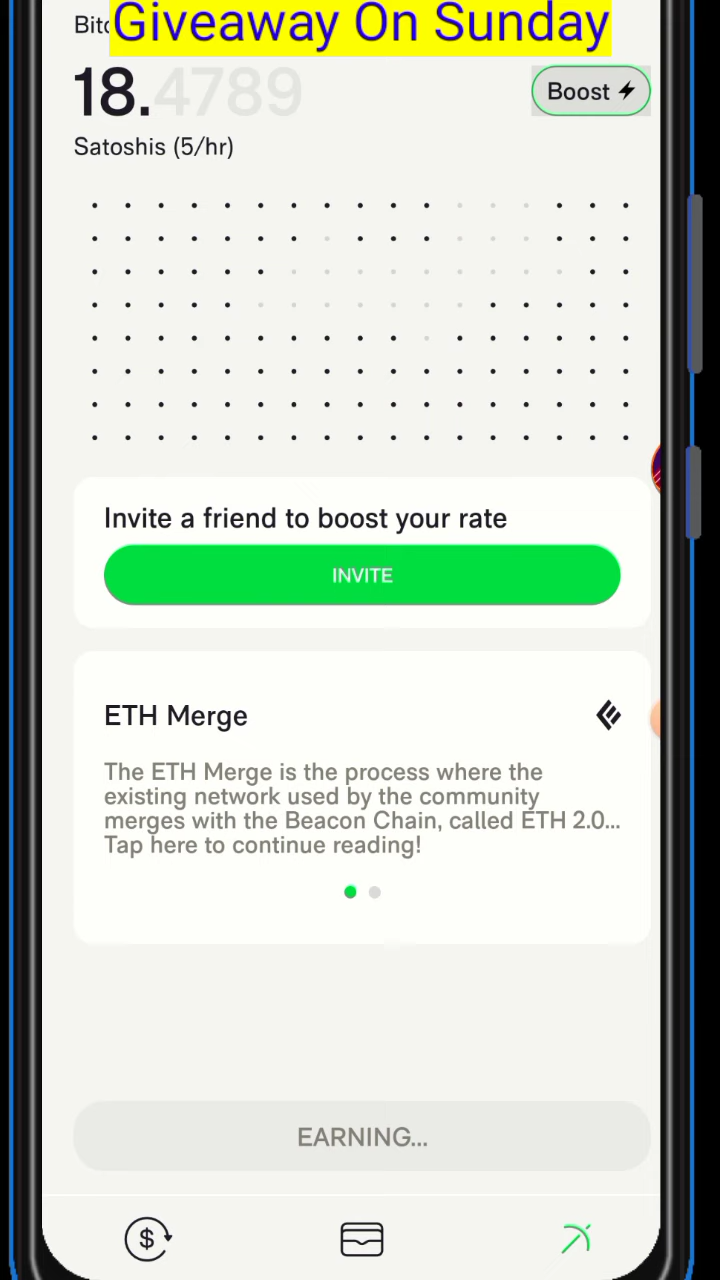 Giveaway On Sunday
18.4789
Boost
Satoshis (5/hr)
Invite a friend to boost your rate
INVITE
ETH Merge
The ETH Merge is the process where the
existing network used by the community
merges with the Beacon Chain, called ETH 2.0...
Tap here to continue reading!
EARNING...